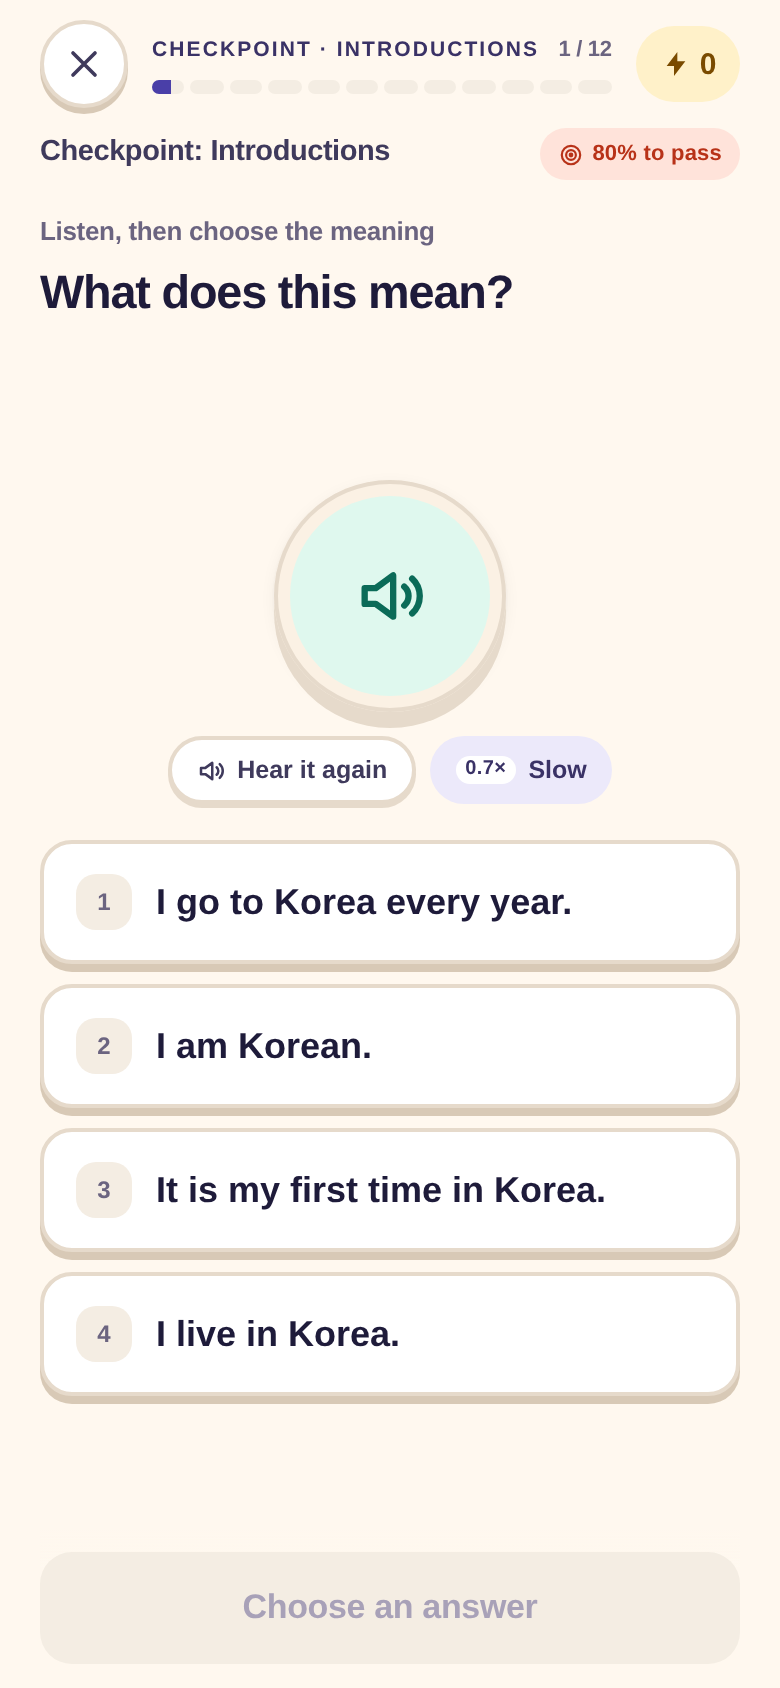 CHECKPOINT · INTRODUCTIONS 1 / 12
0
Checkpoint: Introductions
80% to pass
Listen, then choose the meaning
What does this mean?
Hear it again
0.7× Slow
1 I go to Korea every year.
2 I am Korean.
3 It is my first time in Korea.
4 I live in Korea.
Choose an answer